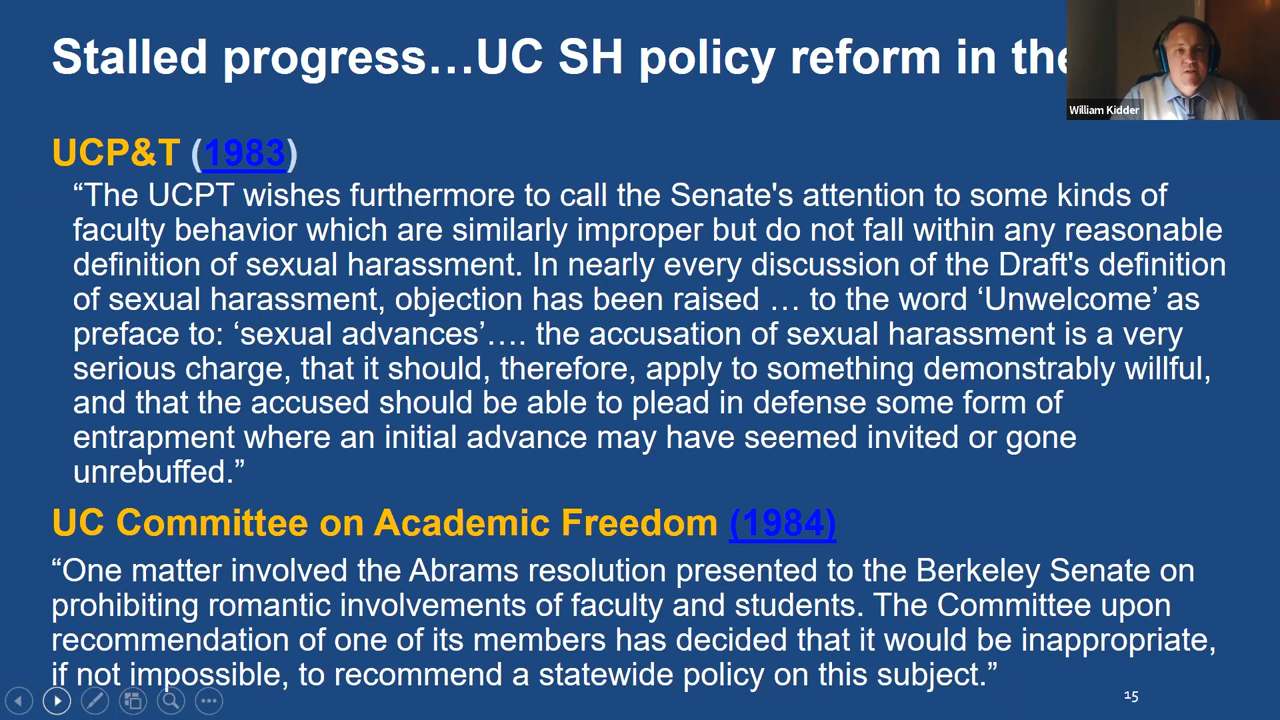 Stalled progress…UC SH policy reform in the
William Kidder
UCP&T (1983)
“The UCPT wishes furthermore to call the Senate's attention to some kinds of
faculty behavior which are similarly improper but do not fall within any reasonable
definition of sexual harassment. In nearly every discussion of the Draft's definition
of sexual harassment, objection has been raised … to the word ‘Unwelcome’ as
preface to: ‘sexual advances’…. the accusation of sexual harassment is a very
serious charge, that it should, therefore, apply to something demonstrably willful,
and that the accused should be able to plead in defense some form of
entrapment where an initial advance may have seemed invited or gone
unrebuffed.”
UC Committee on Academic Freedom (1984)
“One matter involved the Abrams resolution presented to the Berkeley Senate on
prohibiting romantic involvements of faculty and students. The Committee upon
recommendation of one of its members has decided that it would be inappropriate,
if not impossible, to recommend a statewide policy on this subject.”
15